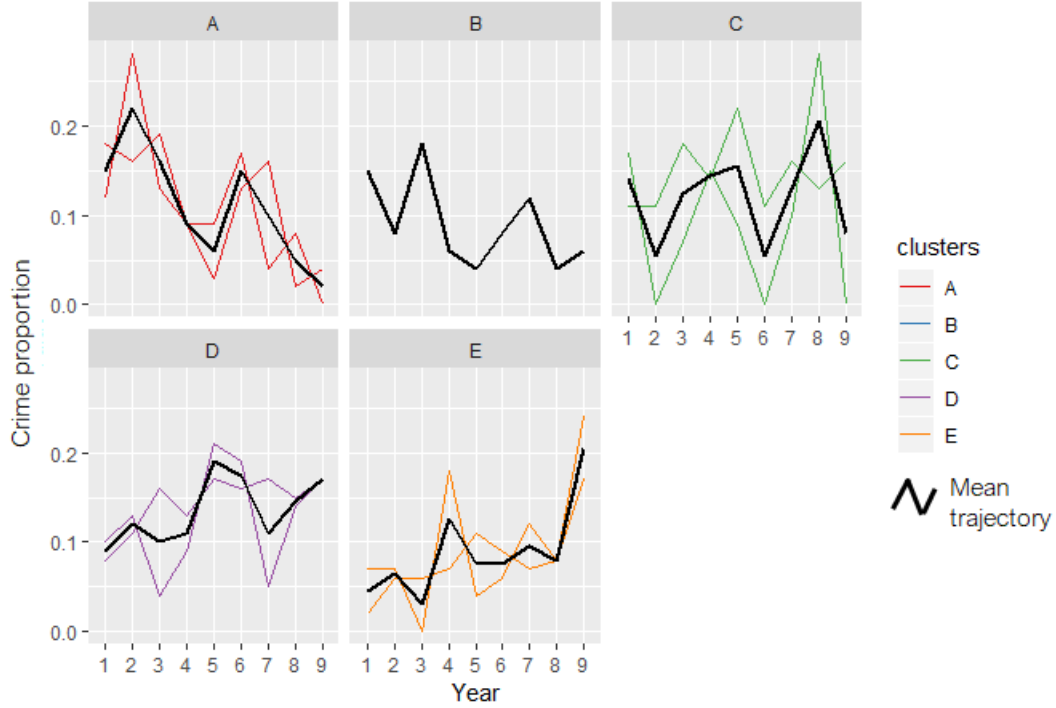 A
B
C
Crime proportion
0.2
0.1
0.0
1 2 3 4 5 6 7 8 9
D
E
0.2
0.1
0.0
1 2 3 4 5 6 7 8 9
1 2 3 4 5 6 7 8 9
Year
clusters
A
B
C
D
E
Mean
trajectory